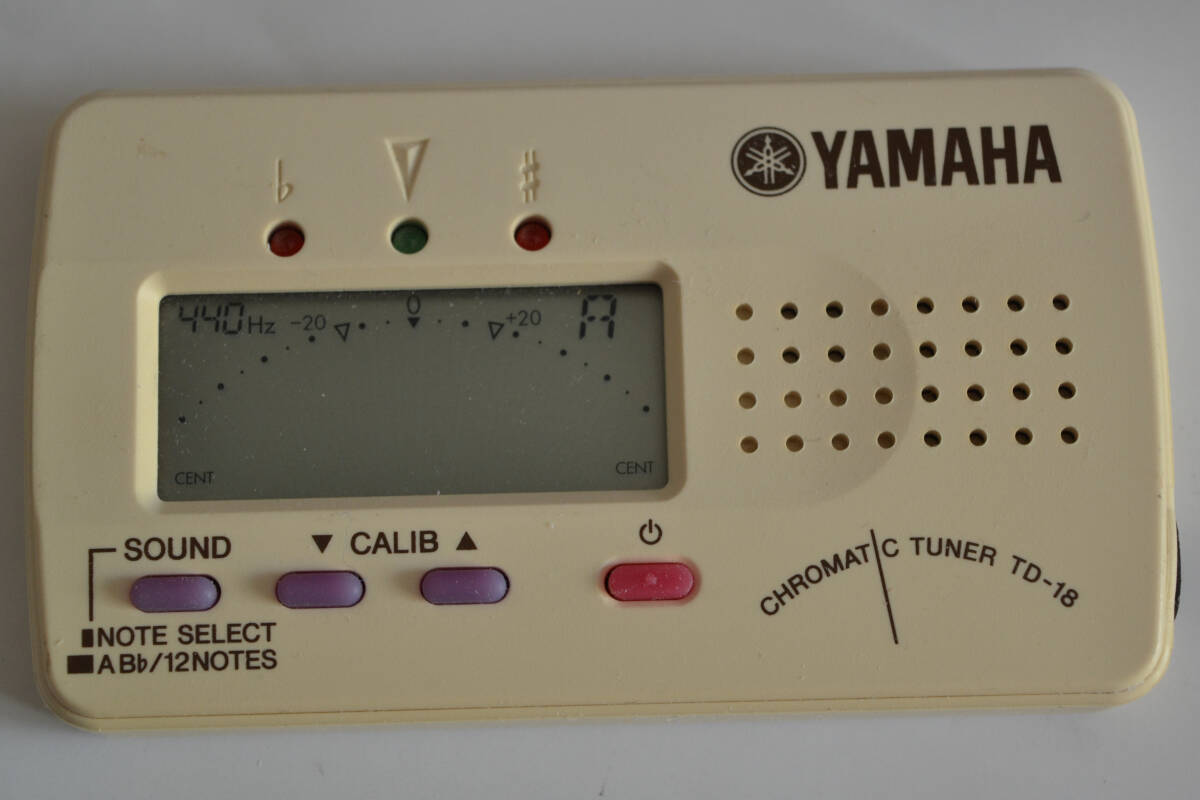 ♭ ♯
YAMAHA
440Hz -20 0 +20 A
CENT CENT
SOUND ▼ CALIB ▲
NOTE SELECT
A B♭/12NOTES
CHROMATIC TUNER TD-18